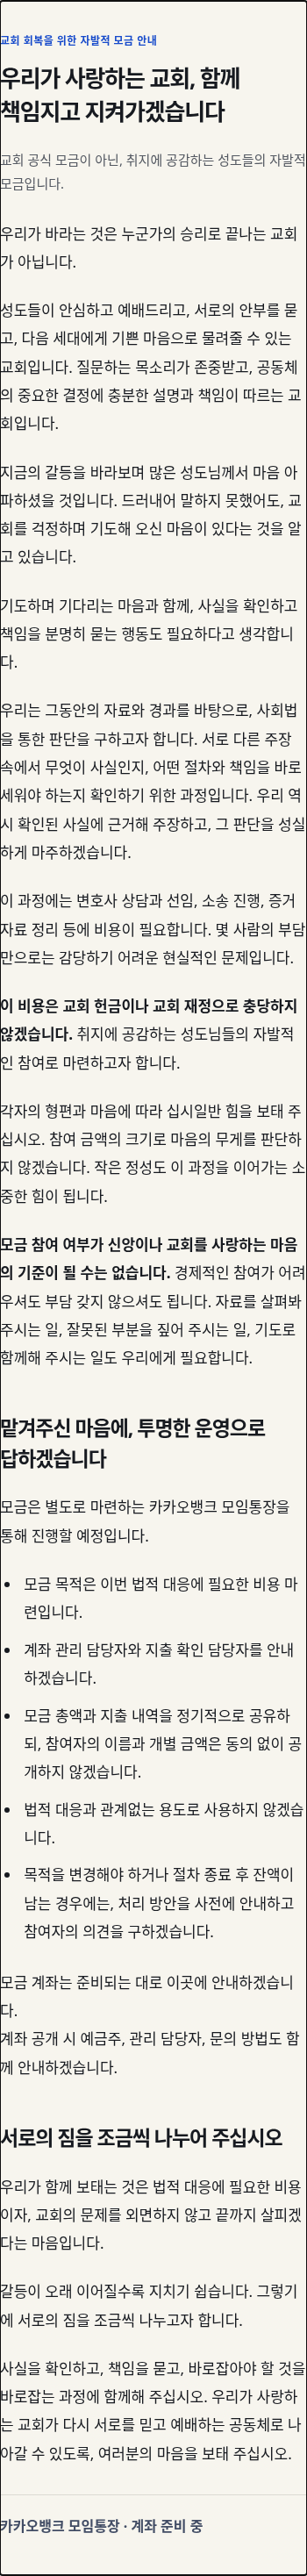 교회 회복을 위한 자발적 모금 안내
우리가 사랑하는 교회, 함께
책임지고 지켜가겠습니다
교회 공식 모금이 아닌, 취지에 공감하는 성도들의 자발적
모금입니다.
우리가 바라는 것은 누군가의 승리로 끝나는 교회
가 아닙니다.
성도들이 안심하고 예배드리고, 서로의 안부를 묻
고, 다음 세대에게 기쁜 마음으로 물려줄 수 있는
교회입니다. 질문하는 목소리가 존중받고, 공동체
의 중요한 결정에 충분한 설명과 책임이 따르는 교
회입니다.
지금의 갈등을 바라보며 많은 성도님께서 마음 아
파하셨을 것입니다. 드러내어 말하지 못했어도, 교
회를 걱정하며 기도해 오신 마음이 있다는 것을 알
고 있습니다.
기도하며 기다리는 마음과 함께, 사실을 확인하고
책임을 분명히 묻는 행동도 필요하다고 생각합니
다.
우리는 그동안의 자료와 경과를 바탕으로, 사회법
을 통한 판단을 구하고자 합니다. 서로 다른 주장
속에서 무엇이 사실인지, 어떤 절차와 책임을 바로
세워야 하는지 확인하기 위한 과정입니다. 우리 역
시 확인된 사실에 근거해 주장하고, 그 판단을 성실
하게 마주하겠습니다.
이 과정에는 변호사 상담과 선임, 소송 진행, 증거
자료 정리 등에 비용이 필요합니다. 몇 사람의 부담
만으로는 감당하기 어려운 현실적인 문제입니다.
이 비용은 교회 헌금이나 교회 재정으로 충당하지
않겠습니다. 취지에 공감하는 성도님들의 자발적
인 참여로 마련하고자 합니다.
각자의 형편과 마음에 따라 십시일반 힘을 보태 주
십시오. 참여 금액의 크기로 마음의 무게를 판단하
지 않겠습니다. 작은 정성도 이 과정을 이어가는 소
중한 힘이 됩니다.
모금 참여 여부가 신앙이나 교회를 사랑하는 마음
의 기준이 될 수는 없습니다. 경제적인 참여가 어려
우셔도 부담 갖지 않으셔도 됩니다. 자료를 살펴봐
주시는 일, 잘못된 부분을 짚어 주시는 일, 기도로
함께해 주시는 일도 우리에게 필요합니다.
맡겨주신 마음에, 투명한 운영으로
답하겠습니다
모금은 별도로 마련하는 카카오뱅크 모임통장을
통해 진행할 예정입니다.
• 모금 목적은 이번 법적 대응에 필요한 비용 마
련입니다.
• 계좌 관리 담당자와 지출 확인 담당자를 안내
하겠습니다.
• 모금 총액과 지출 내역을 정기적으로 공유하
되, 참여자의 이름과 개별 금액은 동의 없이 공
개하지 않겠습니다.
• 법적 대응과 관계없는 용도로 사용하지 않겠습
니다.
• 목적을 변경해야 하거나 절차 종료 후 잔액이
남는 경우에는, 처리 방안을 사전에 안내하고
참여자의 의견을 구하겠습니다.
모금 계좌는 준비되는 대로 이곳에 안내하겠습니
다.
계좌 공개 시 예금주, 관리 담당자, 문의 방법도 함
께 안내하겠습니다.
서로의 짐을 조금씩 나누어 주십시오
우리가 함께 보태는 것은 법적 대응에 필요한 비용
이자, 교회의 문제를 외면하지 않고 끝까지 살피겠
다는 마음입니다.
갈등이 오래 이어질수록 지치기 쉽습니다. 그렇기
에 서로의 짐을 조금씩 나누고자 합니다.
사실을 확인하고, 책임을 묻고, 바로잡아야 할 것을
바로잡는 과정에 함께해 주십시오. 우리가 사랑하
는 교회가 다시 서로를 믿고 예배하는 공동체로 나
아갈 수 있도록, 여러분의 마음을 보태 주십시오.
카카오뱅크 모임통장 · 계좌 준비 중